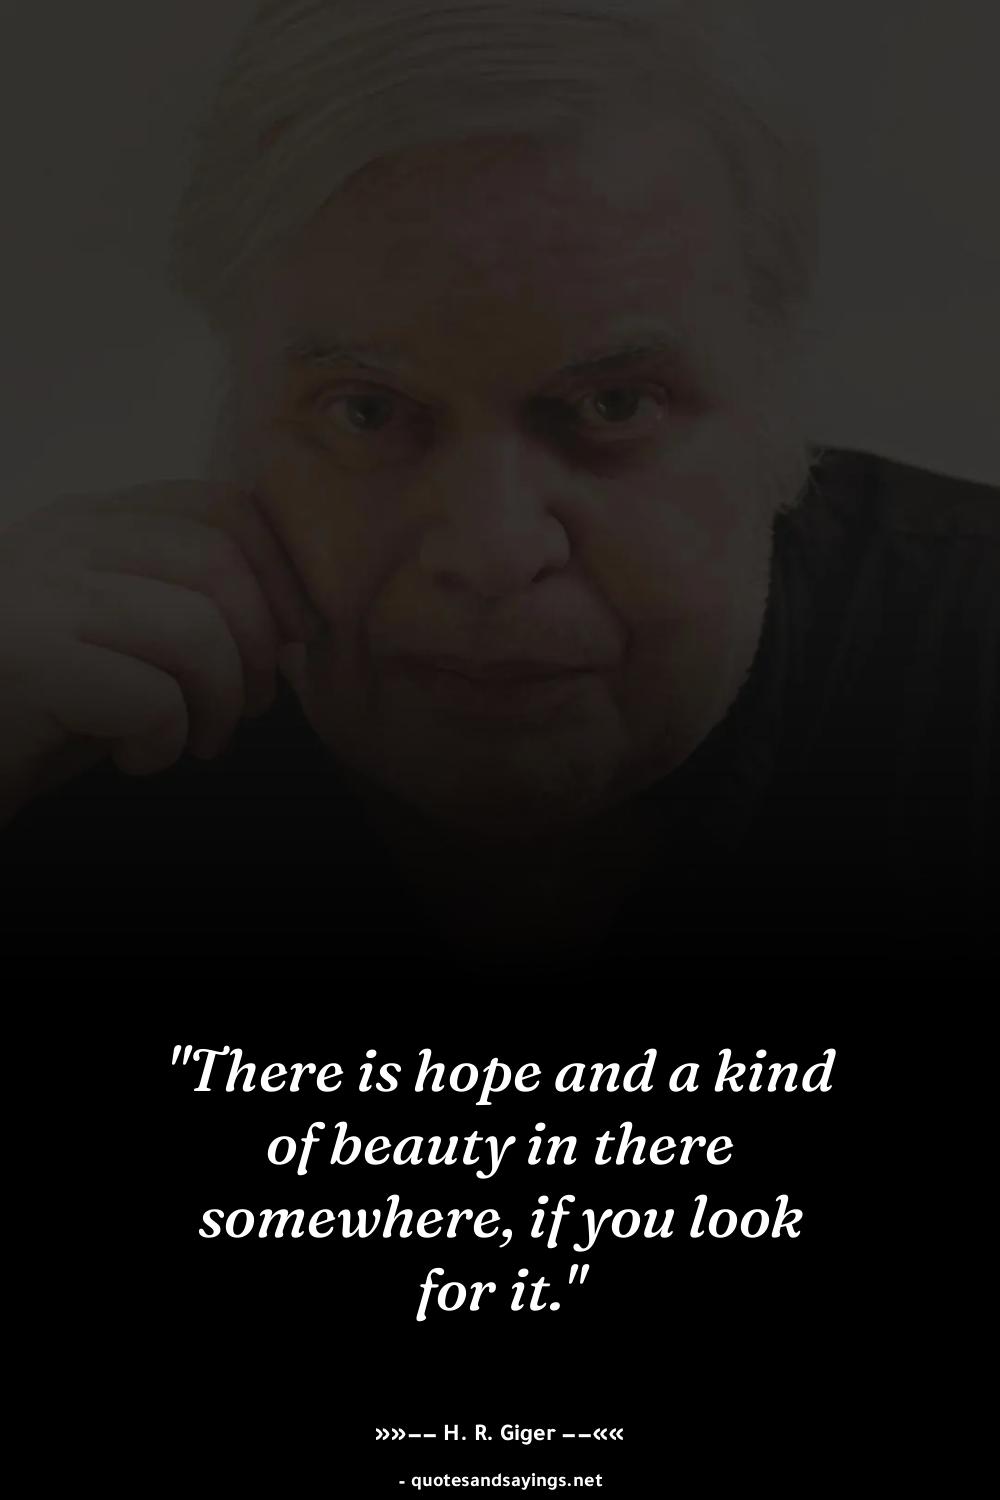 "There is hope and a kind
of beauty in there
somewhere, if you look
for it."
»»−− H. R. Giger −−««
- quotesandsayings.net